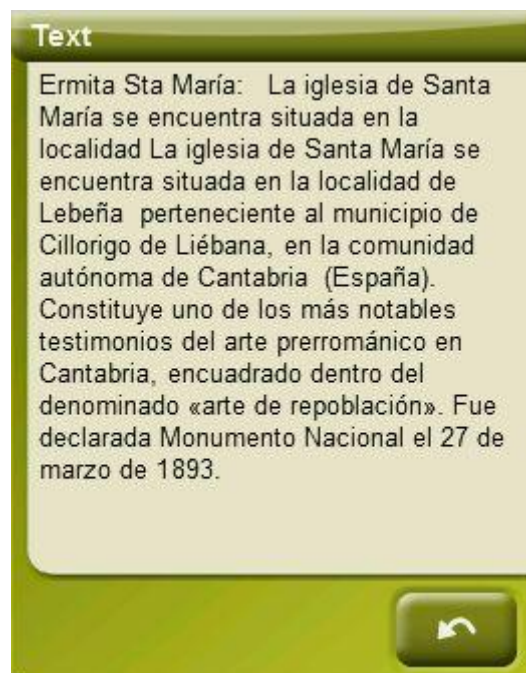 Text
Ermita Sta María:   La iglesia de Santa
María se encuentra situada en la
localidad La iglesia de Santa María se
encuentra situada en la localidad de
Lebeña  perteneciente al municipio de
Cillorigo de Liébana, en la comunidad
autónoma de Cantabria  (España).
Constituye uno de los más notables
testimonios del arte prerrománico en
Cantabria, encuadrado dentro del
denominado «arte de repoblación». Fue
declarada Monumento Nacional el 27 de
marzo de 1893.